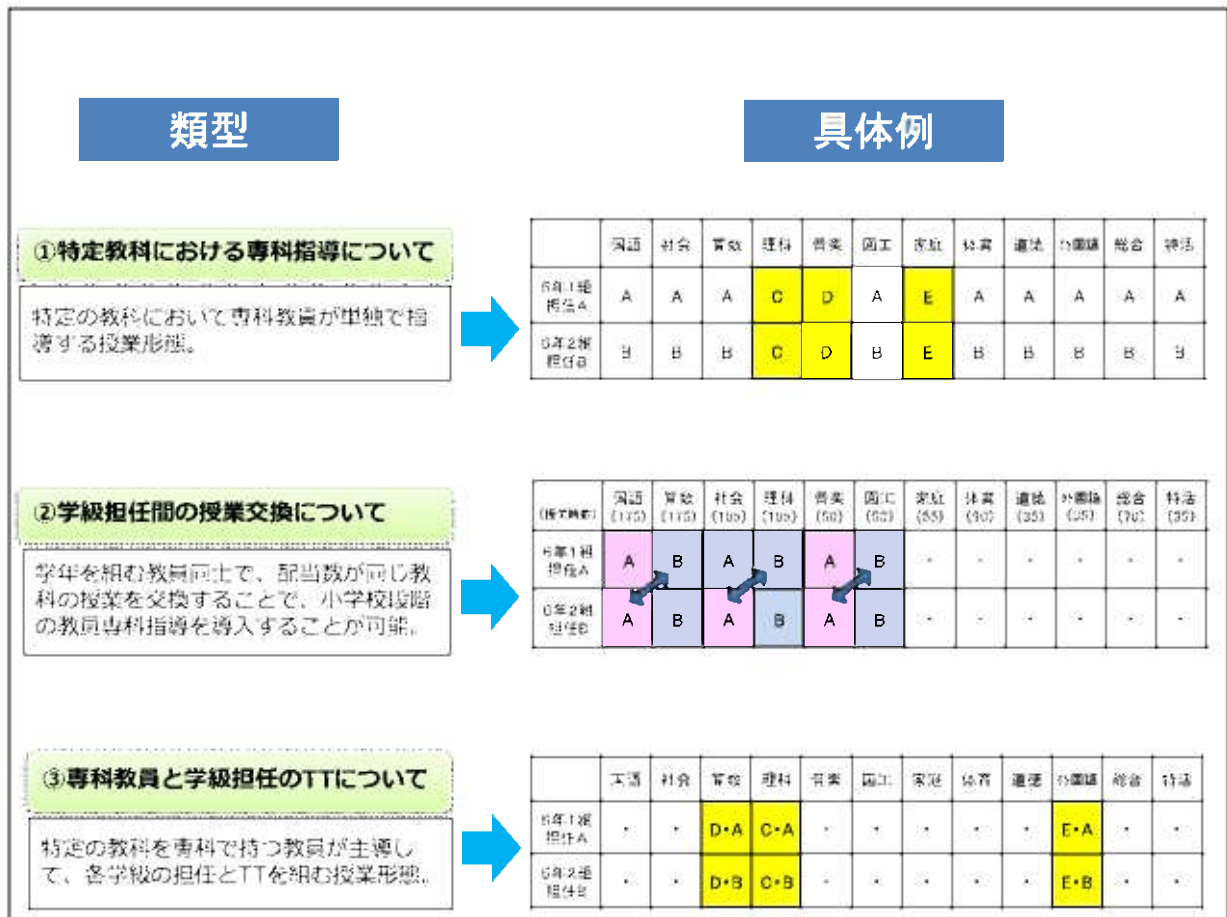 類型
具体例
①特定教科における専科指導について
特定の教科において専科教員が単独で指
導する授業形態。
国語 社会 算数 理科 音楽 図工 家庭 体育 道徳 外国語 総合 特活
6年1組 A A A C D A E A A A A A
担任A
6年2組 B B B C D B E B B B B B
担任B
②学級担任間の授業交換について
学年を組む教員同士で、配当数が同じ教
科の授業を交換することで、小学校段階
の教員専科指導を導入することが可能。
国語 算数 社会 理科 音楽 図工 家庭 体育 道徳 外国語 総合 特活
(175) (175) (105) (105) (50) (50) (55) (90) (35) (35) (70) (35)
6年1組 A B A B A B ・ ・ ・ ・ ・ ・
担任A
6年2組 A B A B A B ・ ・ ・ ・ ・ ・
担任B
③専科教員と学級担任のTTについて
特定の教科を専科で持つ教員が主導し
て、各学級の担任とTTを組む授業形態。
国語 社会 算数 理科 音楽 図工 家庭 体育 道徳 外国語 総合 特活
6年1組 ・ ・ D・A C・A ・ ・ ・ ・ ・ E・A ・ ・
担任A
6年2組 ・ ・ D・B C・B ・ ・ ・ ・ ・ E・B ・ ・
担任B